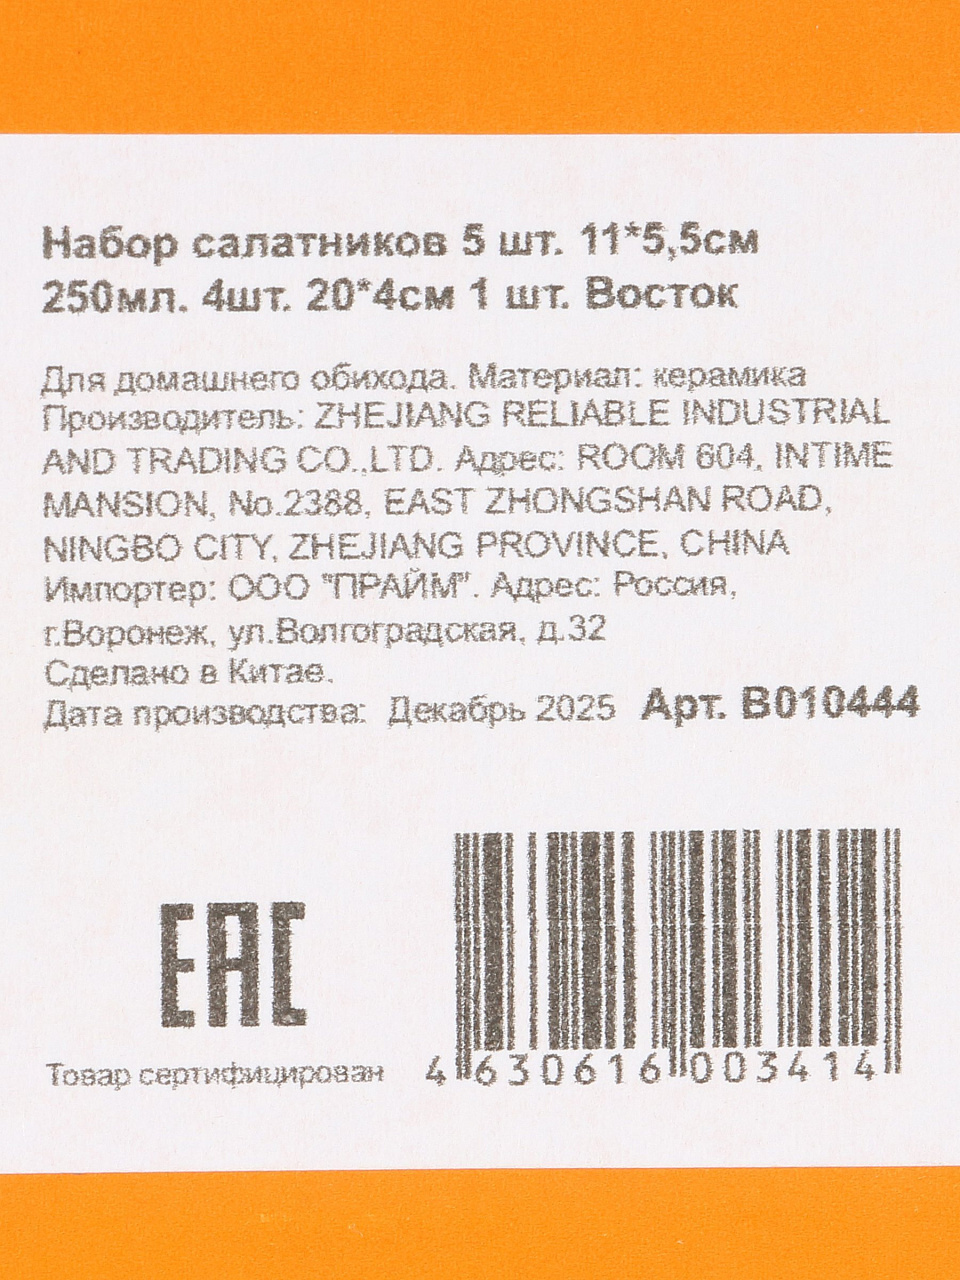 Набор салатников 5 шт. 11*5,5см
250мл. 4шт. 20*4см 1 шт. Восток
Для домашнего обихода. Материал: керамика
Производитель: ZHEJIANG RELIABLE INDUSTRIAL
AND TRADING CO.,LTD. Адрес: ROOM 604, INTIME
MANSION, No.2388, EAST ZHONGSHAN ROAD,
NINGBO CITY, ZHEJIANG PROVINCE, CHINA
Импортер: ООО "ПРАЙМ". Адрес: Россия,
г.Воронеж, ул.Волгоградская, д.32
Сделано в Китае.
Дата производства: Декабрь 2025 Арт. B010444
EAC
Товар сертифицирован
4 630616 003414